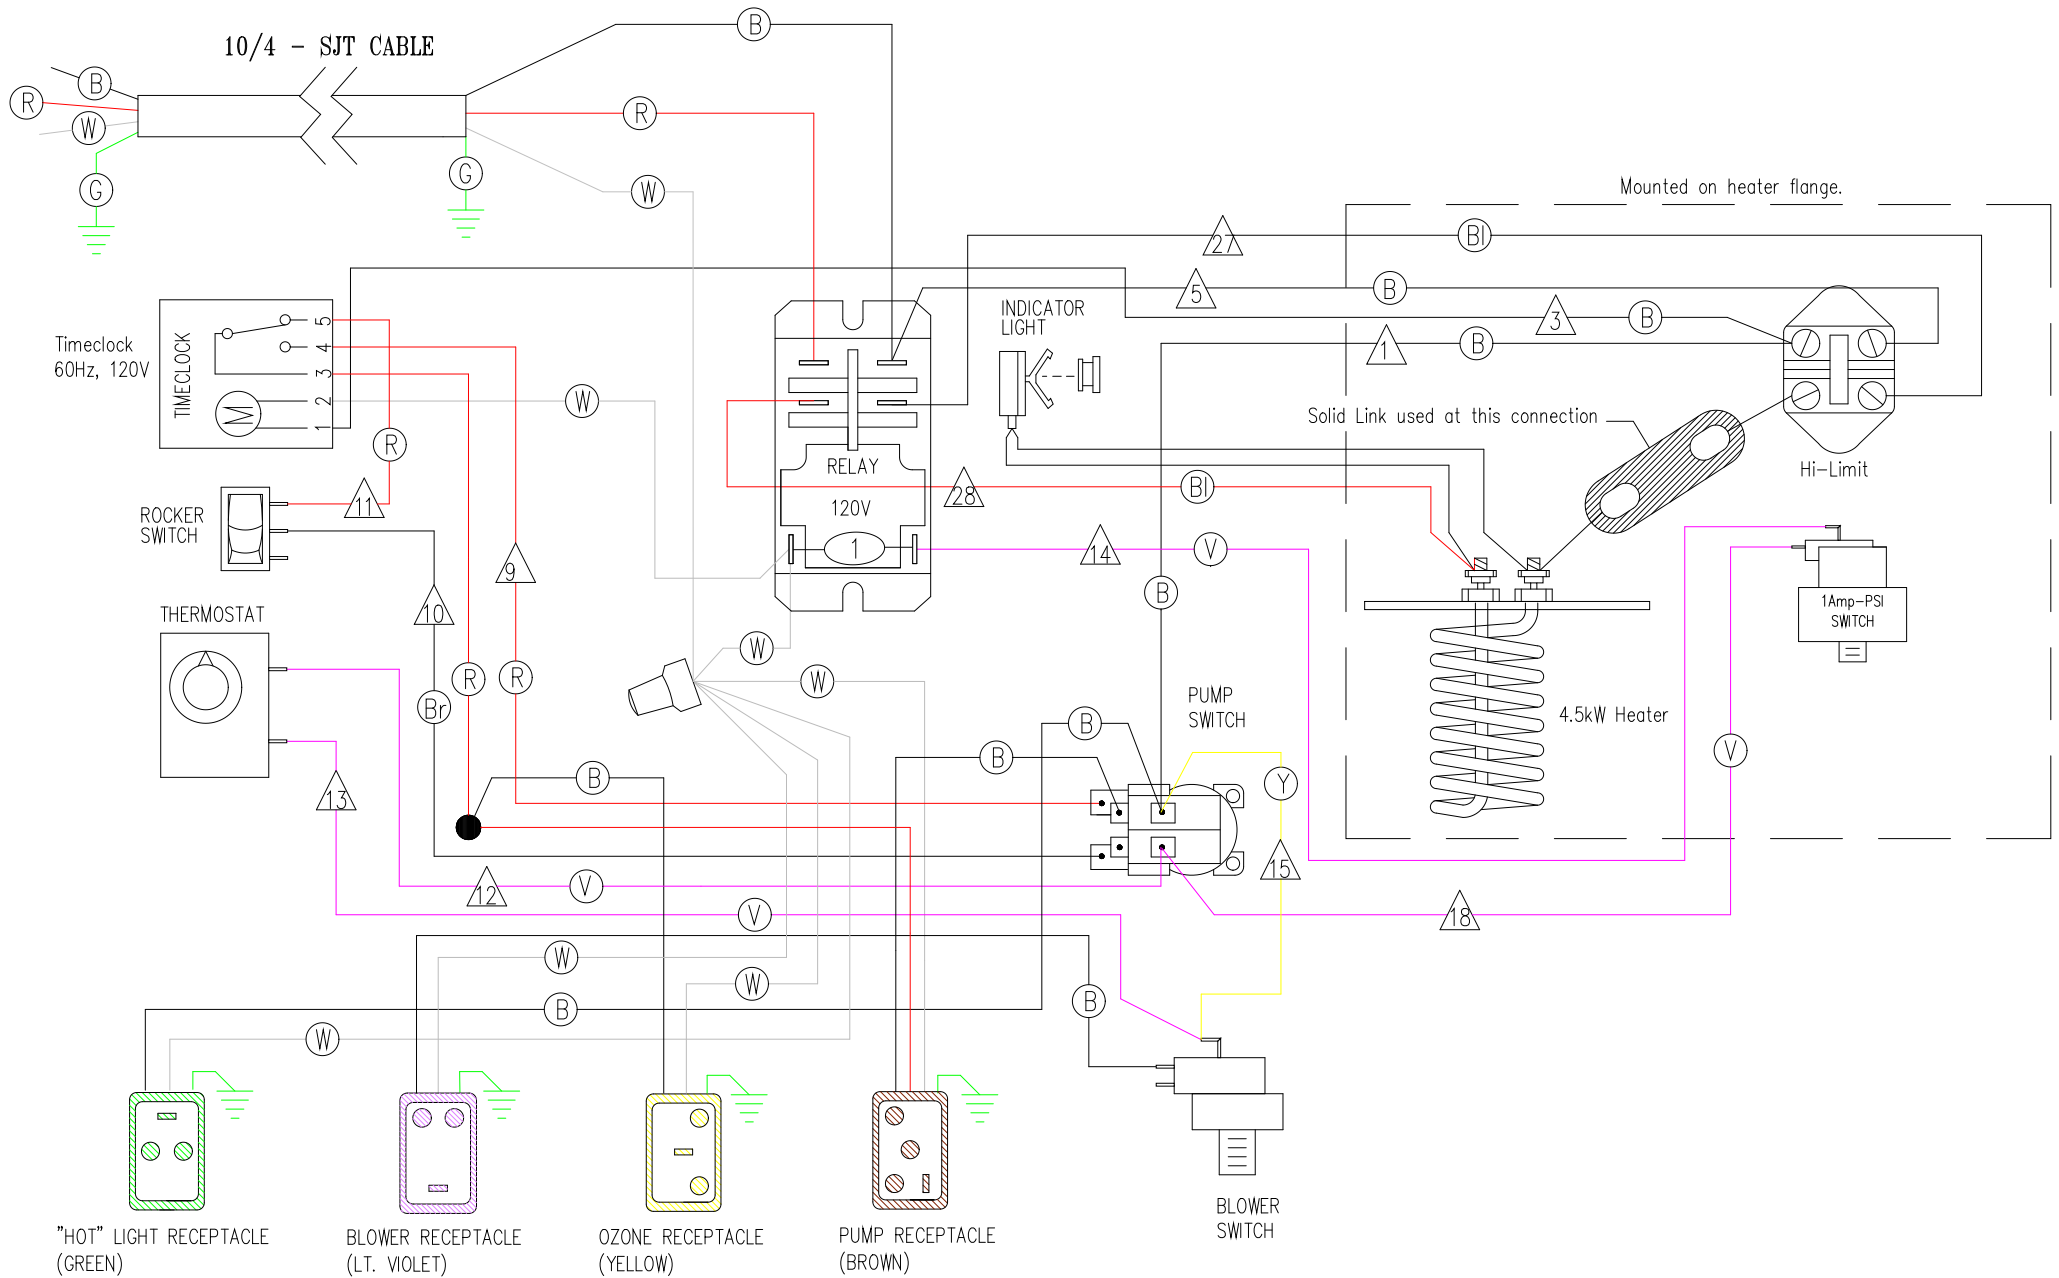 10/4 - SJT CABLE
B
R
W
G
B
R
W
G
Mounted on heater flange.
27
Bl
5
B
3
B
1
B
INDICATOR
LIGHT
Timeclock
60Hz, 120V
TIMECLOCK
5
4
3
2
1
M
W
R
Solid Link used at this connection
Hi-Limit
RELAY
120V
1
28
Bl
14
V
11
ROCKER
SWITCH
9
10
B
1Amp-PSI
SWITCH
THERMOSTAT
R
R
Br
W
W
PUMP
SWITCH
4.5kW Heater
B
B
V
13
B
Y
15
12
V
V
18
W
W
B
B
W
"HOT" LIGHT RECEPTACLE
(GREEN)
BLOWER RECEPTACLE
(LT. VIOLET)
OZONE RECEPTACLE
(YELLOW)
PUMP RECEPTACLE
(BROWN)
BLOWER
SWITCH